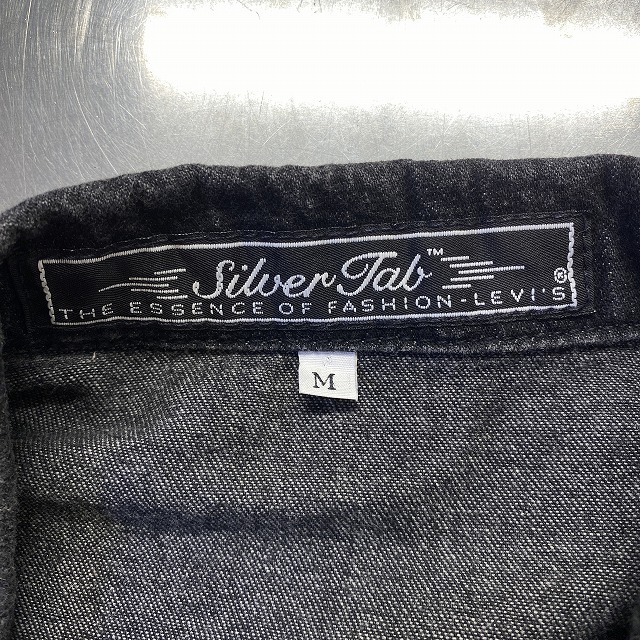 Silver Tab™
THE ESSENCE OF FASHION-LEVI'S®
M